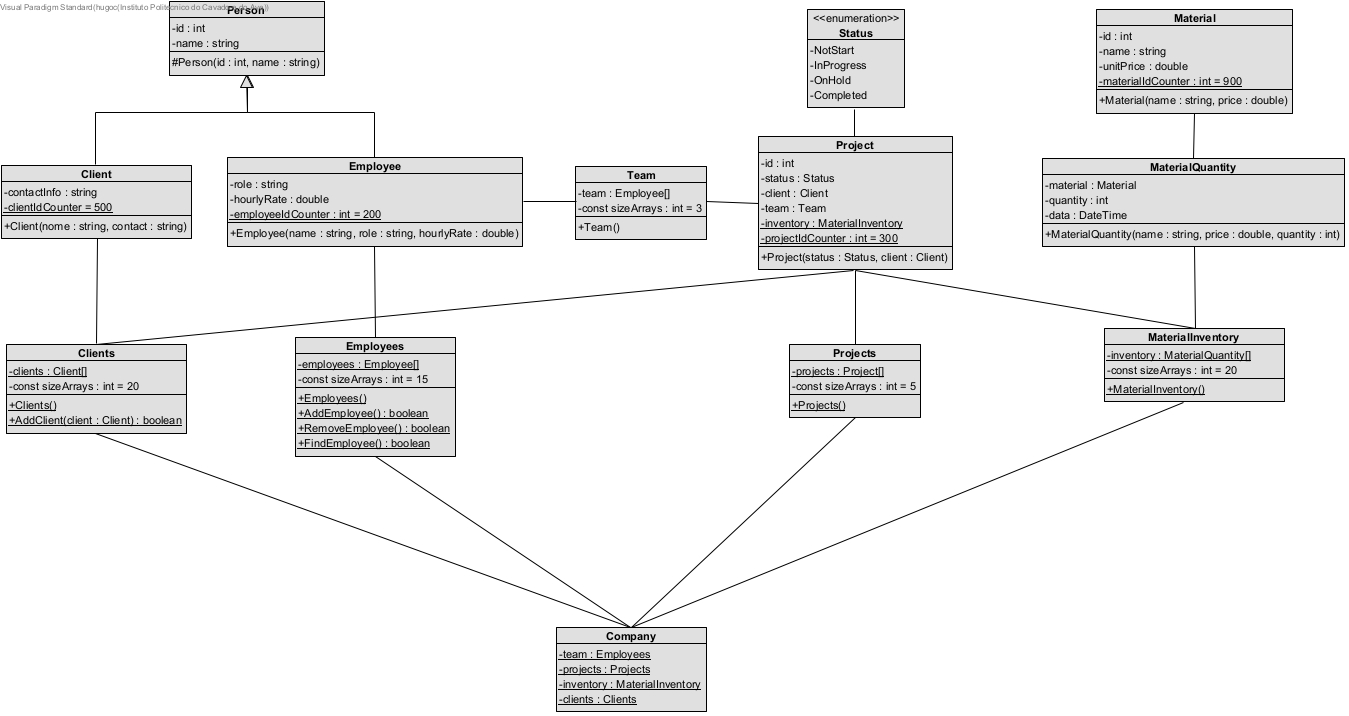 Visual Paradigm Standard(hugoc(Instituto Politécnico do Cavado e do Ave))
Person
-id : int
-name : string
#Person(id : int, name : string)
<<enumeration>>
Status
-NotStart
-InProgress
-OnHold
-Completed
Material
-id : int
-name : string
-unitPrice : double
-materialIdCounter : int = 900
+Material(name : string, price : double)
Client
-contactInfo : string
-clientIdCounter = 500
+Client(nome : string, contact : string)
Employee
-role : string
-hourlyRate : double
-employeeIdCounter : int = 200
+Employee(name : string, role : string, hourlyRate : double)
Team
-team : Employee[]
-const sizeArrays : int = 3
+Team()
Project
-id : int
-status : Status
-client : Client
-team : Team
-inventory : MaterialInventory
-projectIdCounter : int = 300
+Project(status : Status, client : Client)
MaterialQuantity
-material : Material
-quantity : int
-data : DateTime
+MaterialQuantity(name : string, price : double, quantity : int)
Clients
-clients : Client[]
-const sizeArrays : int = 20
+Clients()
+AddClient(client : Client) : boolean
Employees
-employees : Employee[]
-const sizeArrays : int = 15
+Employees()
+AddEmployee() : boolean
+RemoveEmployee() : boolean
+FindEmployee() : boolean
Projects
-projects : Project[]
-const sizeArrays : int = 5
+Projects()
MaterialInventory
-inventory : MaterialQuantity[]
-const sizeArrays : int = 20
+MaterialInventory()
Company
-team : Employees
-projects : Projects
-inventory : MaterialInventory
-clients : Clients